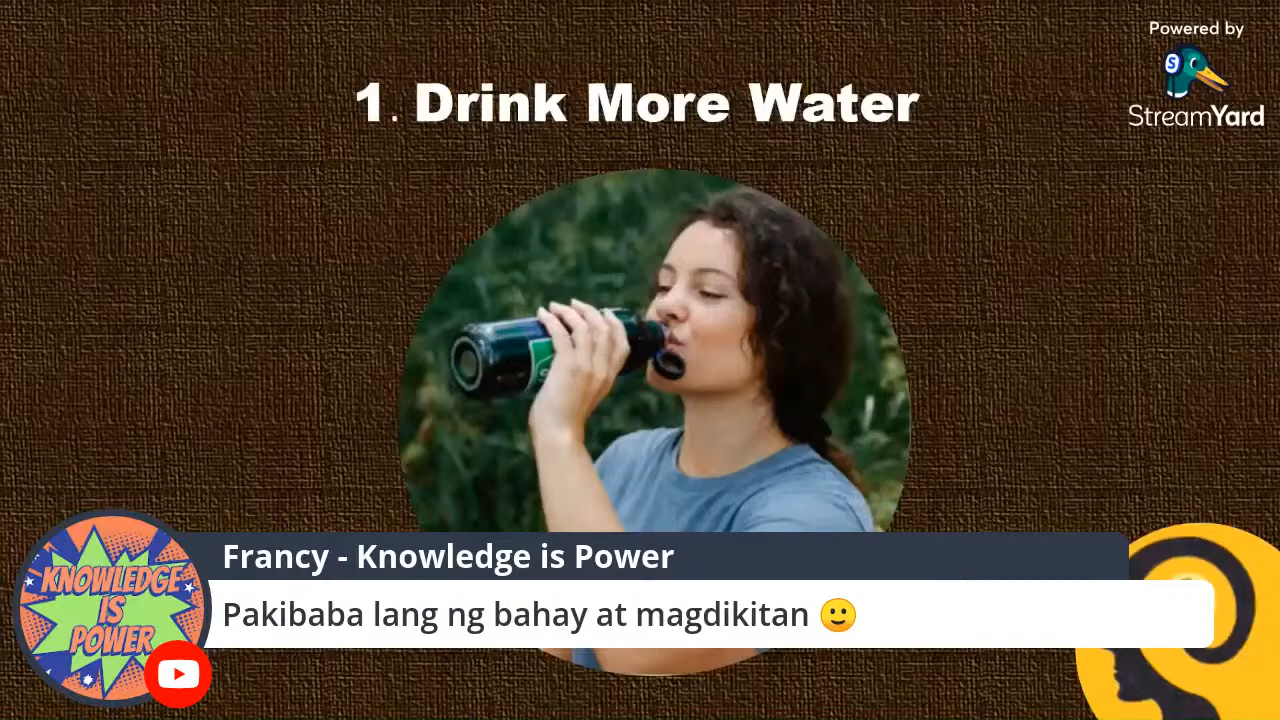 Powered by
StreamYard
1. Drink More Water
KNOWLEDGE
IS
POWER
Francy - Knowledge is Power
Pakibaba lang ng bahay at magdikitan 🙂